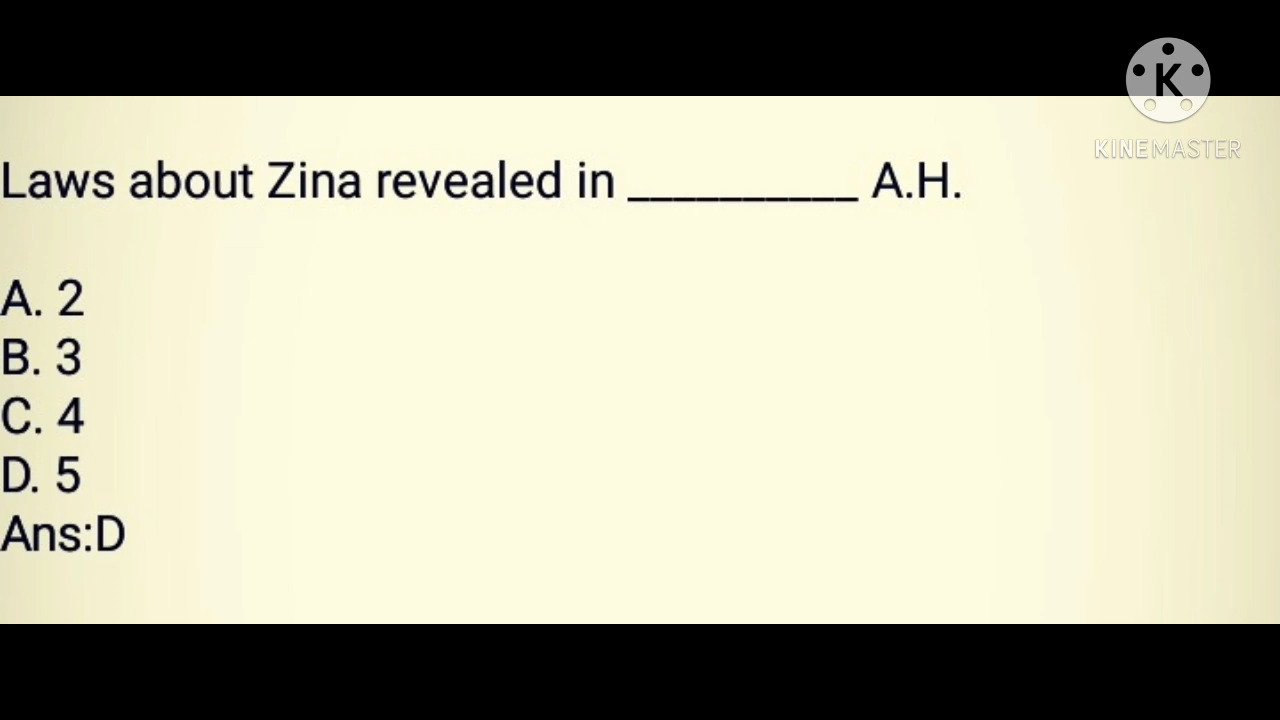 K
KINEMASTER
Laws about Zina revealed in __________ A.H.
A. 2
B. 3
C. 4
D. 5
Ans:D